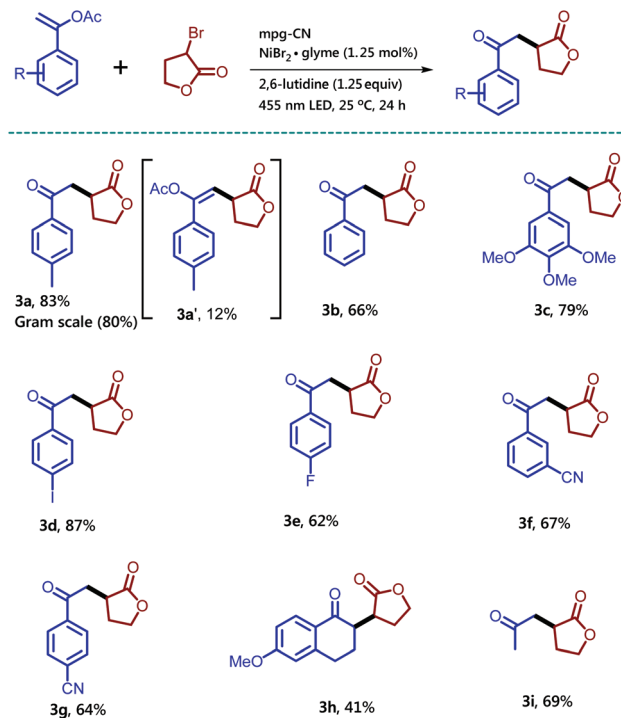 OAc
R
+
Br
O
O
mpg-CN
NiBr₂•glyme (1.25 mol%)
2,6-lutidine (1.25 equiv)
455 nm LED, 25 °C, 24 h
O
O
O
R
O
O
O
3a, 83%
Gram scale (80%)
AcO
O
O
3a', 12%
O
O
O
3b, 66%
O
O
O
MeO
OMe
OMe
3c, 79%
O
O
O
I
3d, 87%
O
O
O
F
3e, 62%
O
O
O
CN
3f, 67%
O
O
O
CN
3g, 64%
O
O
O
MeO
3h, 41%
O
O
O
3i, 69%